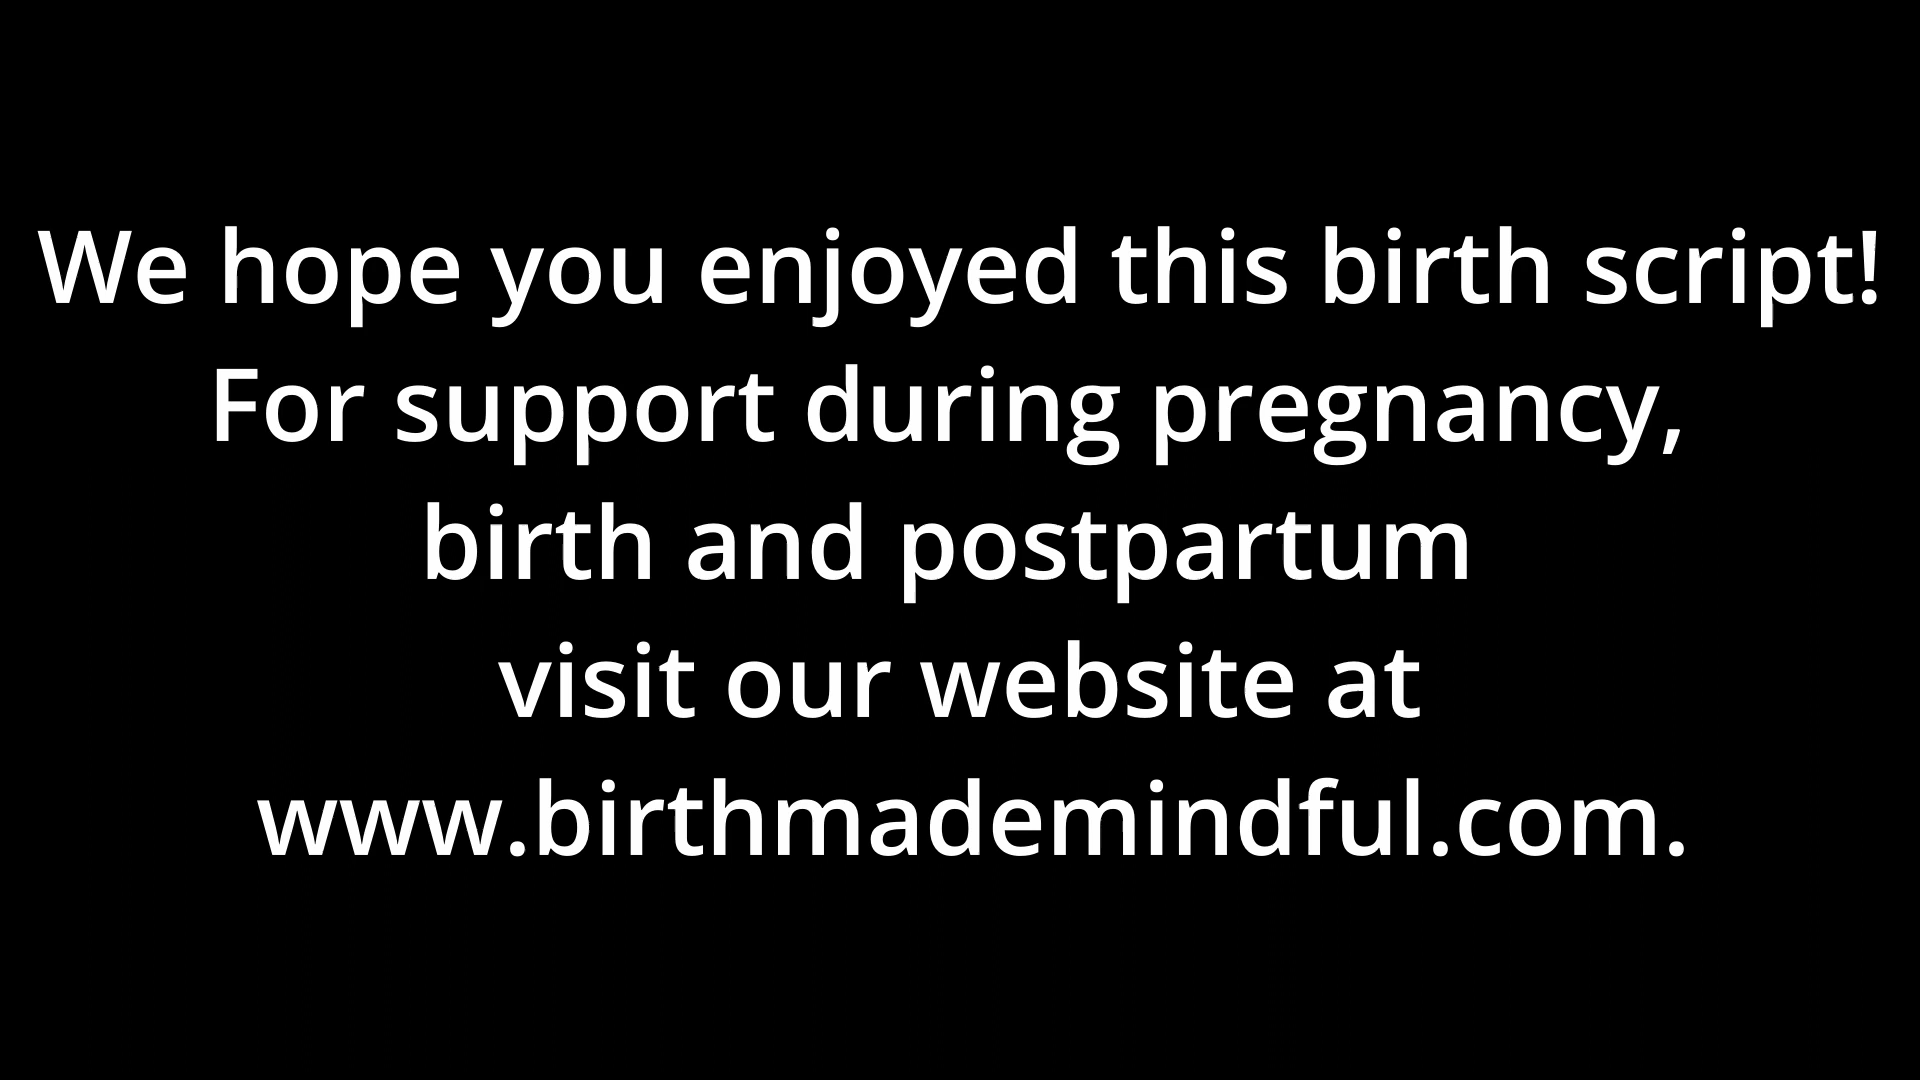 We hope you enjoyed this birth script!
For support during pregnancy,
birth and postpartum
visit our website at
www.birthmademindful.com.